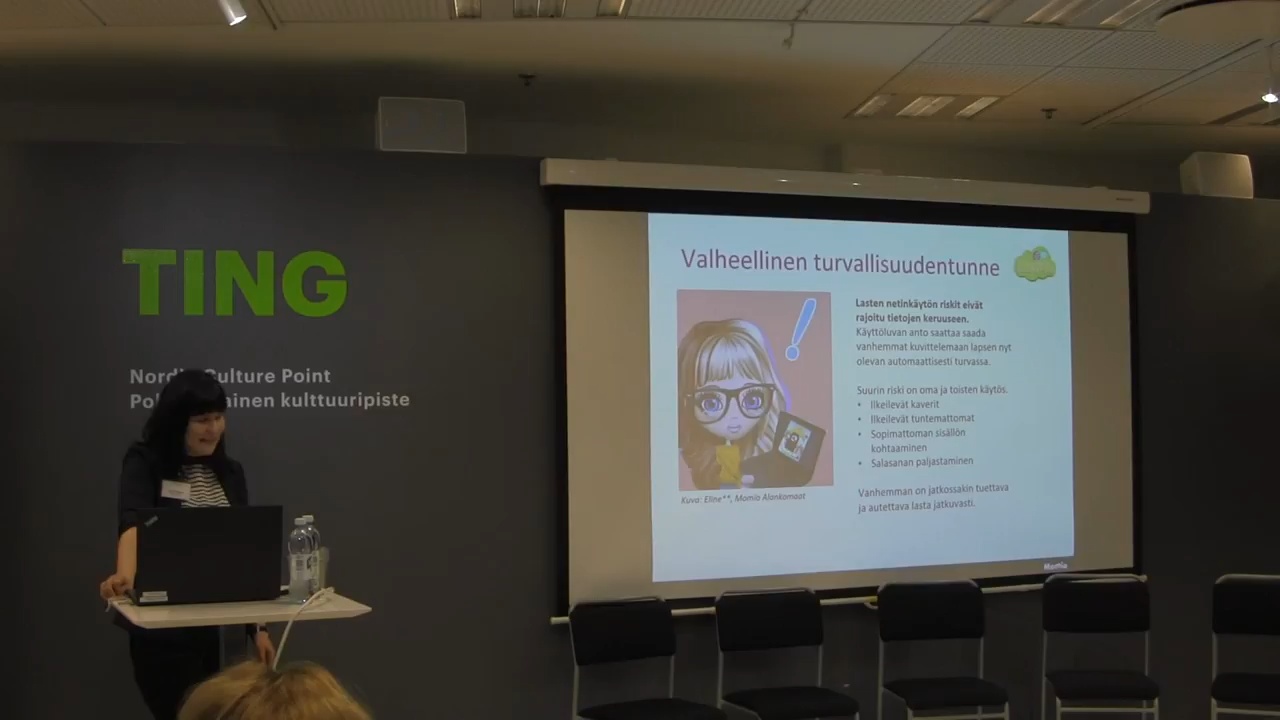 TING
Nordic Culture Point
Pohjoismainen kulttuuripiste
Valheellinen turvallisuudentunne
Lasten netinkäytön riskit eivät
rajoitu tietojen keruuseen.
Käyttöluvan anto saattaa saada
vanhemmat kuvittelemaan lapsen nyt
olevan automaattisesti turvassa.
Suurin riski on oma ja toisten käytös.
• Ilkeilevät kaverit
• Ilkeilevät tuntemattomat
• Sopimattoman sisällön
kohtaaminen
• Salasanan paljastaminen
Vanhemman on jatkossakin tuettava
ja autettava lasta jatkuvasti.
Kuva: Eline**, Momio Alankomaat